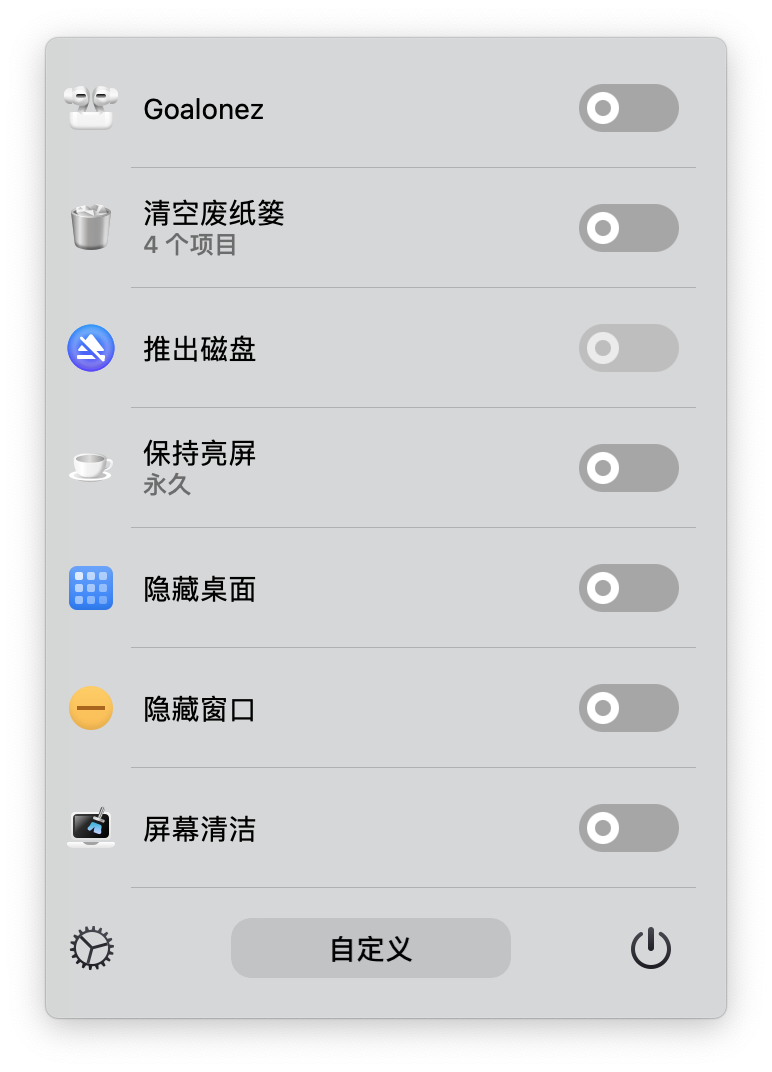 Goalonez
清空废纸篓
4 个项目
推出磁盘
保持亮屏
永久
隐藏桌面
隐藏窗口
屏幕清洁
自定义